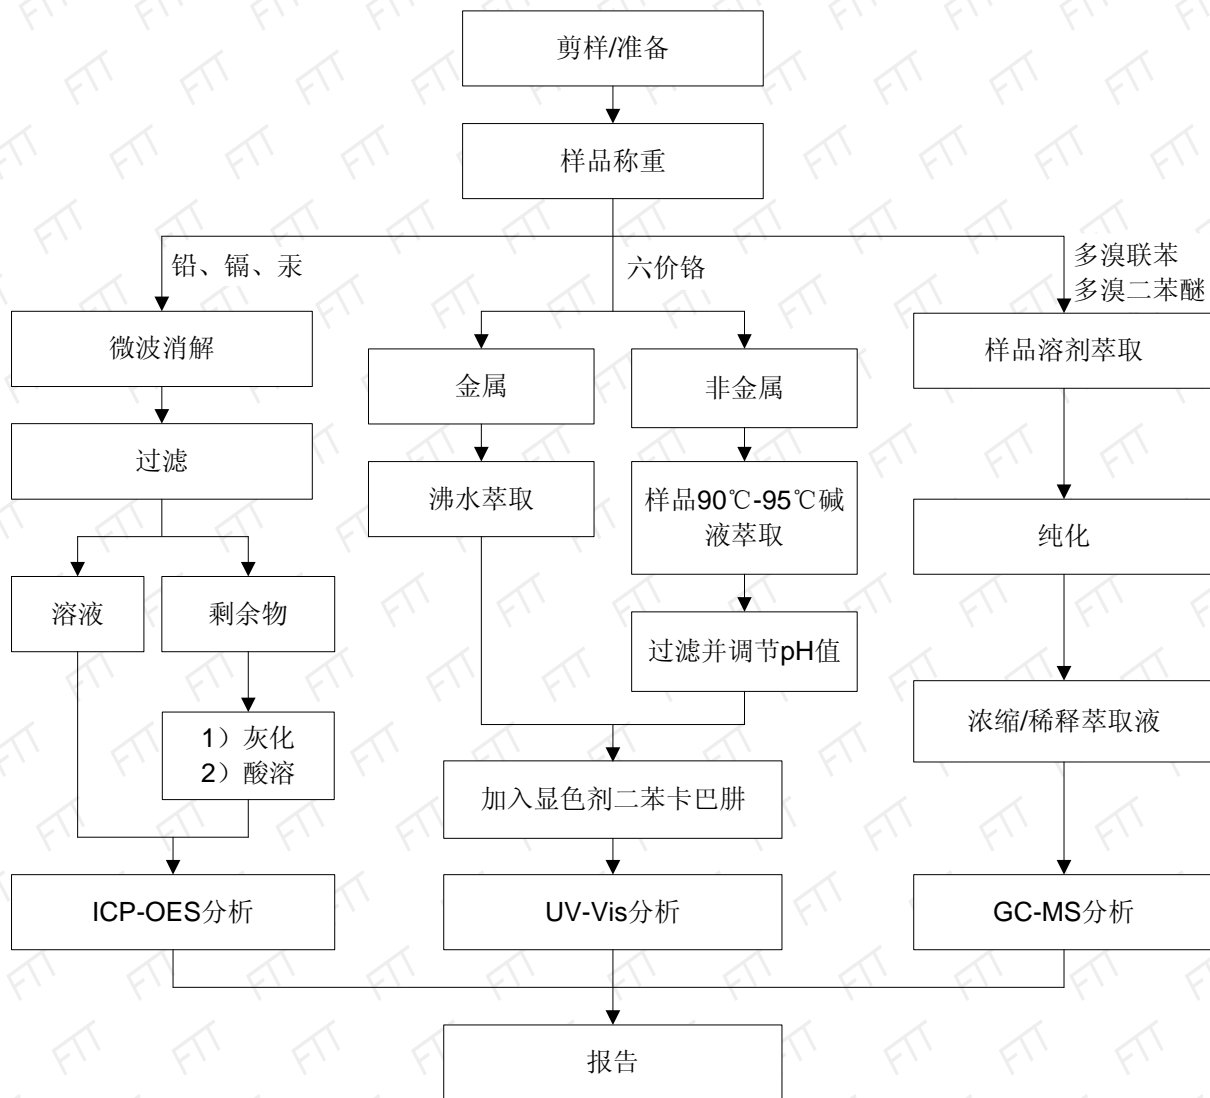 剪样/准备
样品称重
铅、镉、汞
六价铬
多溴联苯
多溴二苯醚
微波消解
金属
非金属
样品溶剂萃取
过滤
沸水萃取
样品90℃-95℃碱
液萃取
纯化
溶液
剩余物
过滤并调节pH值
1）灰化
2）酸溶
浓缩/稀释萃取液
加入显色剂二苯卡巴肼
ICP-OES分析
UV-Vis分析
GC-MS分析
报告